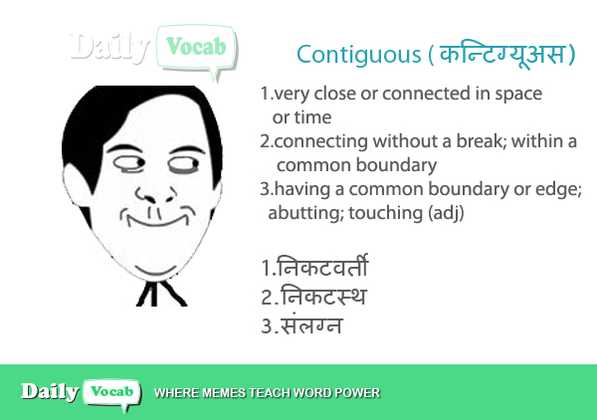 Daily Vocab
Contiguous ( कन्टिग्यूअस)
1.very close or connected in space
or time
2.connecting without a break; within a
common boundary
3.having a common boundary or edge;
abutting; touching (adj)
1.निकटवर्ती
2.निकटस्थ
3.संलग्न
Daily Vocab WHERE MEMES TEACH WORD POWER